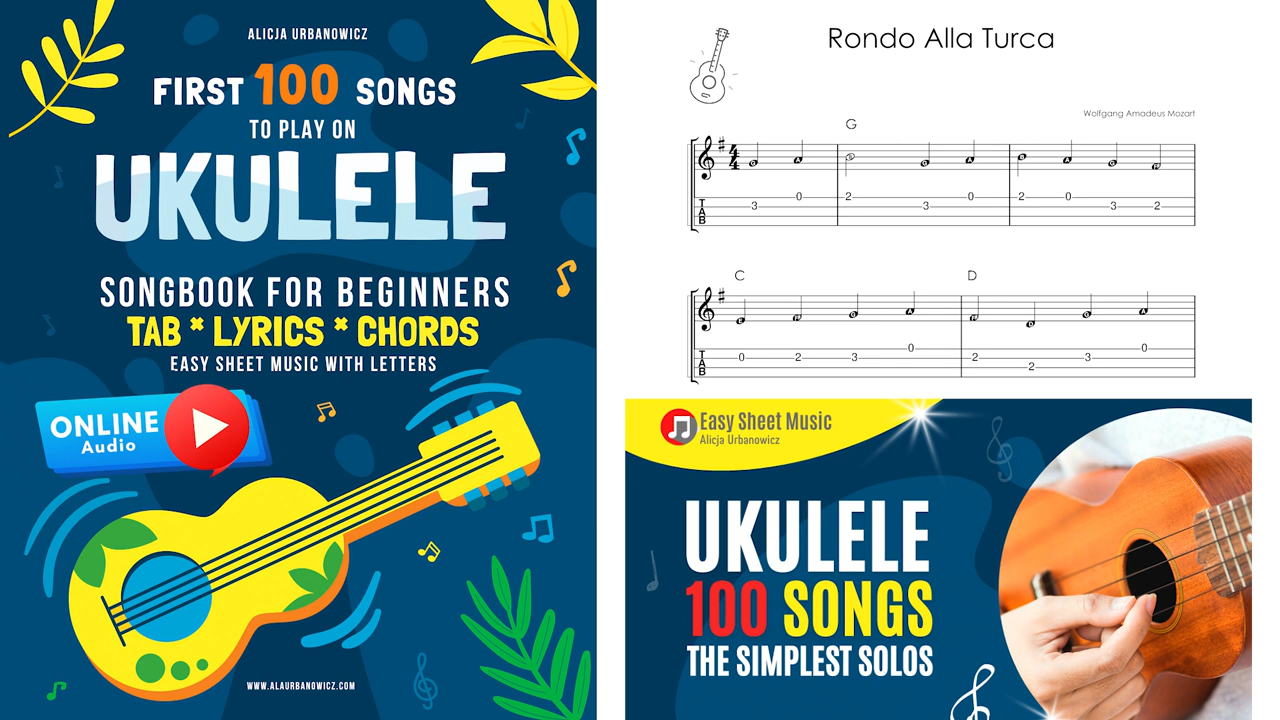 ALICJA URBANOWICZ
FIRST 100 SONGS
TO PLAY ON
UKULELE
SONGBOOK FOR BEGINNERS
TAB * LYRICS * CHORDS
EASY SHEET MUSIC WITH LETTERS
ONLINE
Audio
WWW.ALAURBANOWICZ.COM
Rondo Alla Turca
Wolfgang Amadeus Mozart
G
4
4
3 0 2 3 0 2 0 3 2
T
A
B
C D
0 2 3 0 2 2 3 0
T
A
B
Easy Sheet Music
Alicja Urbanowicz
UKULELE
100 SONGS
THE SIMPLEST SOLOS